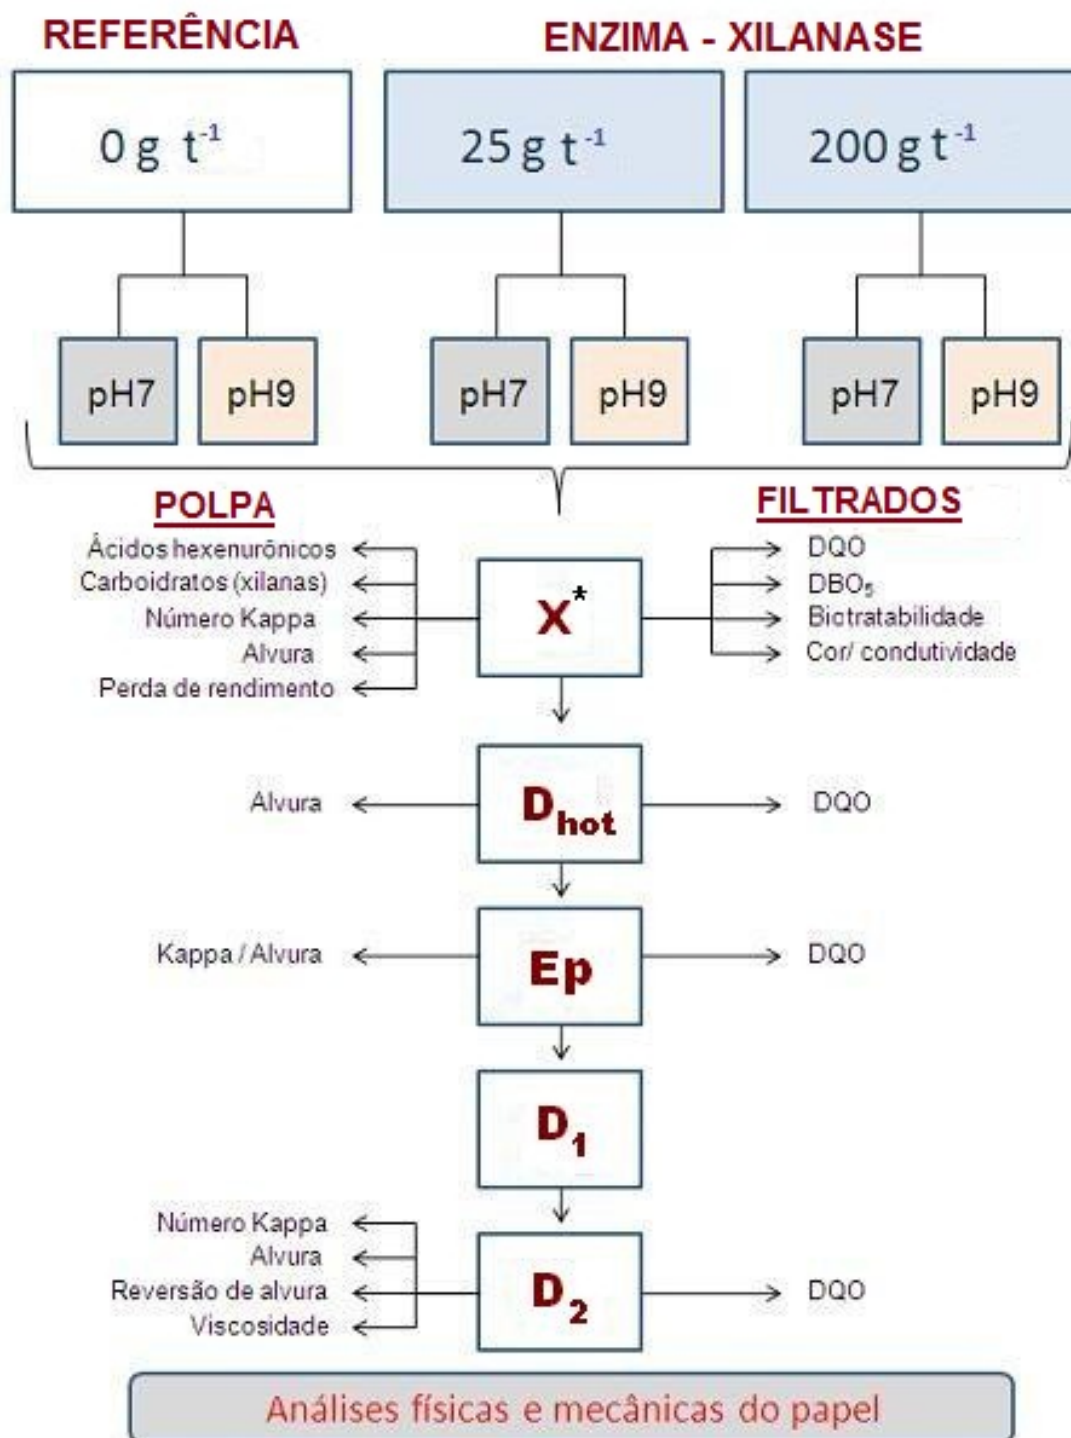 REFERÊNCIA
ENZIMA - XILANASE
0 g t⁻¹
25 g t⁻¹
200 g t⁻¹
pH7
pH9
pH7
pH9
pH7
pH9
POLPA
FILTRADOS
Ácidos hexenurônicos
Carboidratos (xilanas)
Número Kappa
Alvura
Perda de rendimento
X*
DQO
DBO₅
Biotratabilidade
Cor/ condutividade
Alvura
D hot
DQO
Kappa / Alvura
Ep
DQO
D₁
Número Kappa
Alvura
Reversão de alvura
Viscosidade
D₂
DQO
Análises físicas e mecânicas do papel